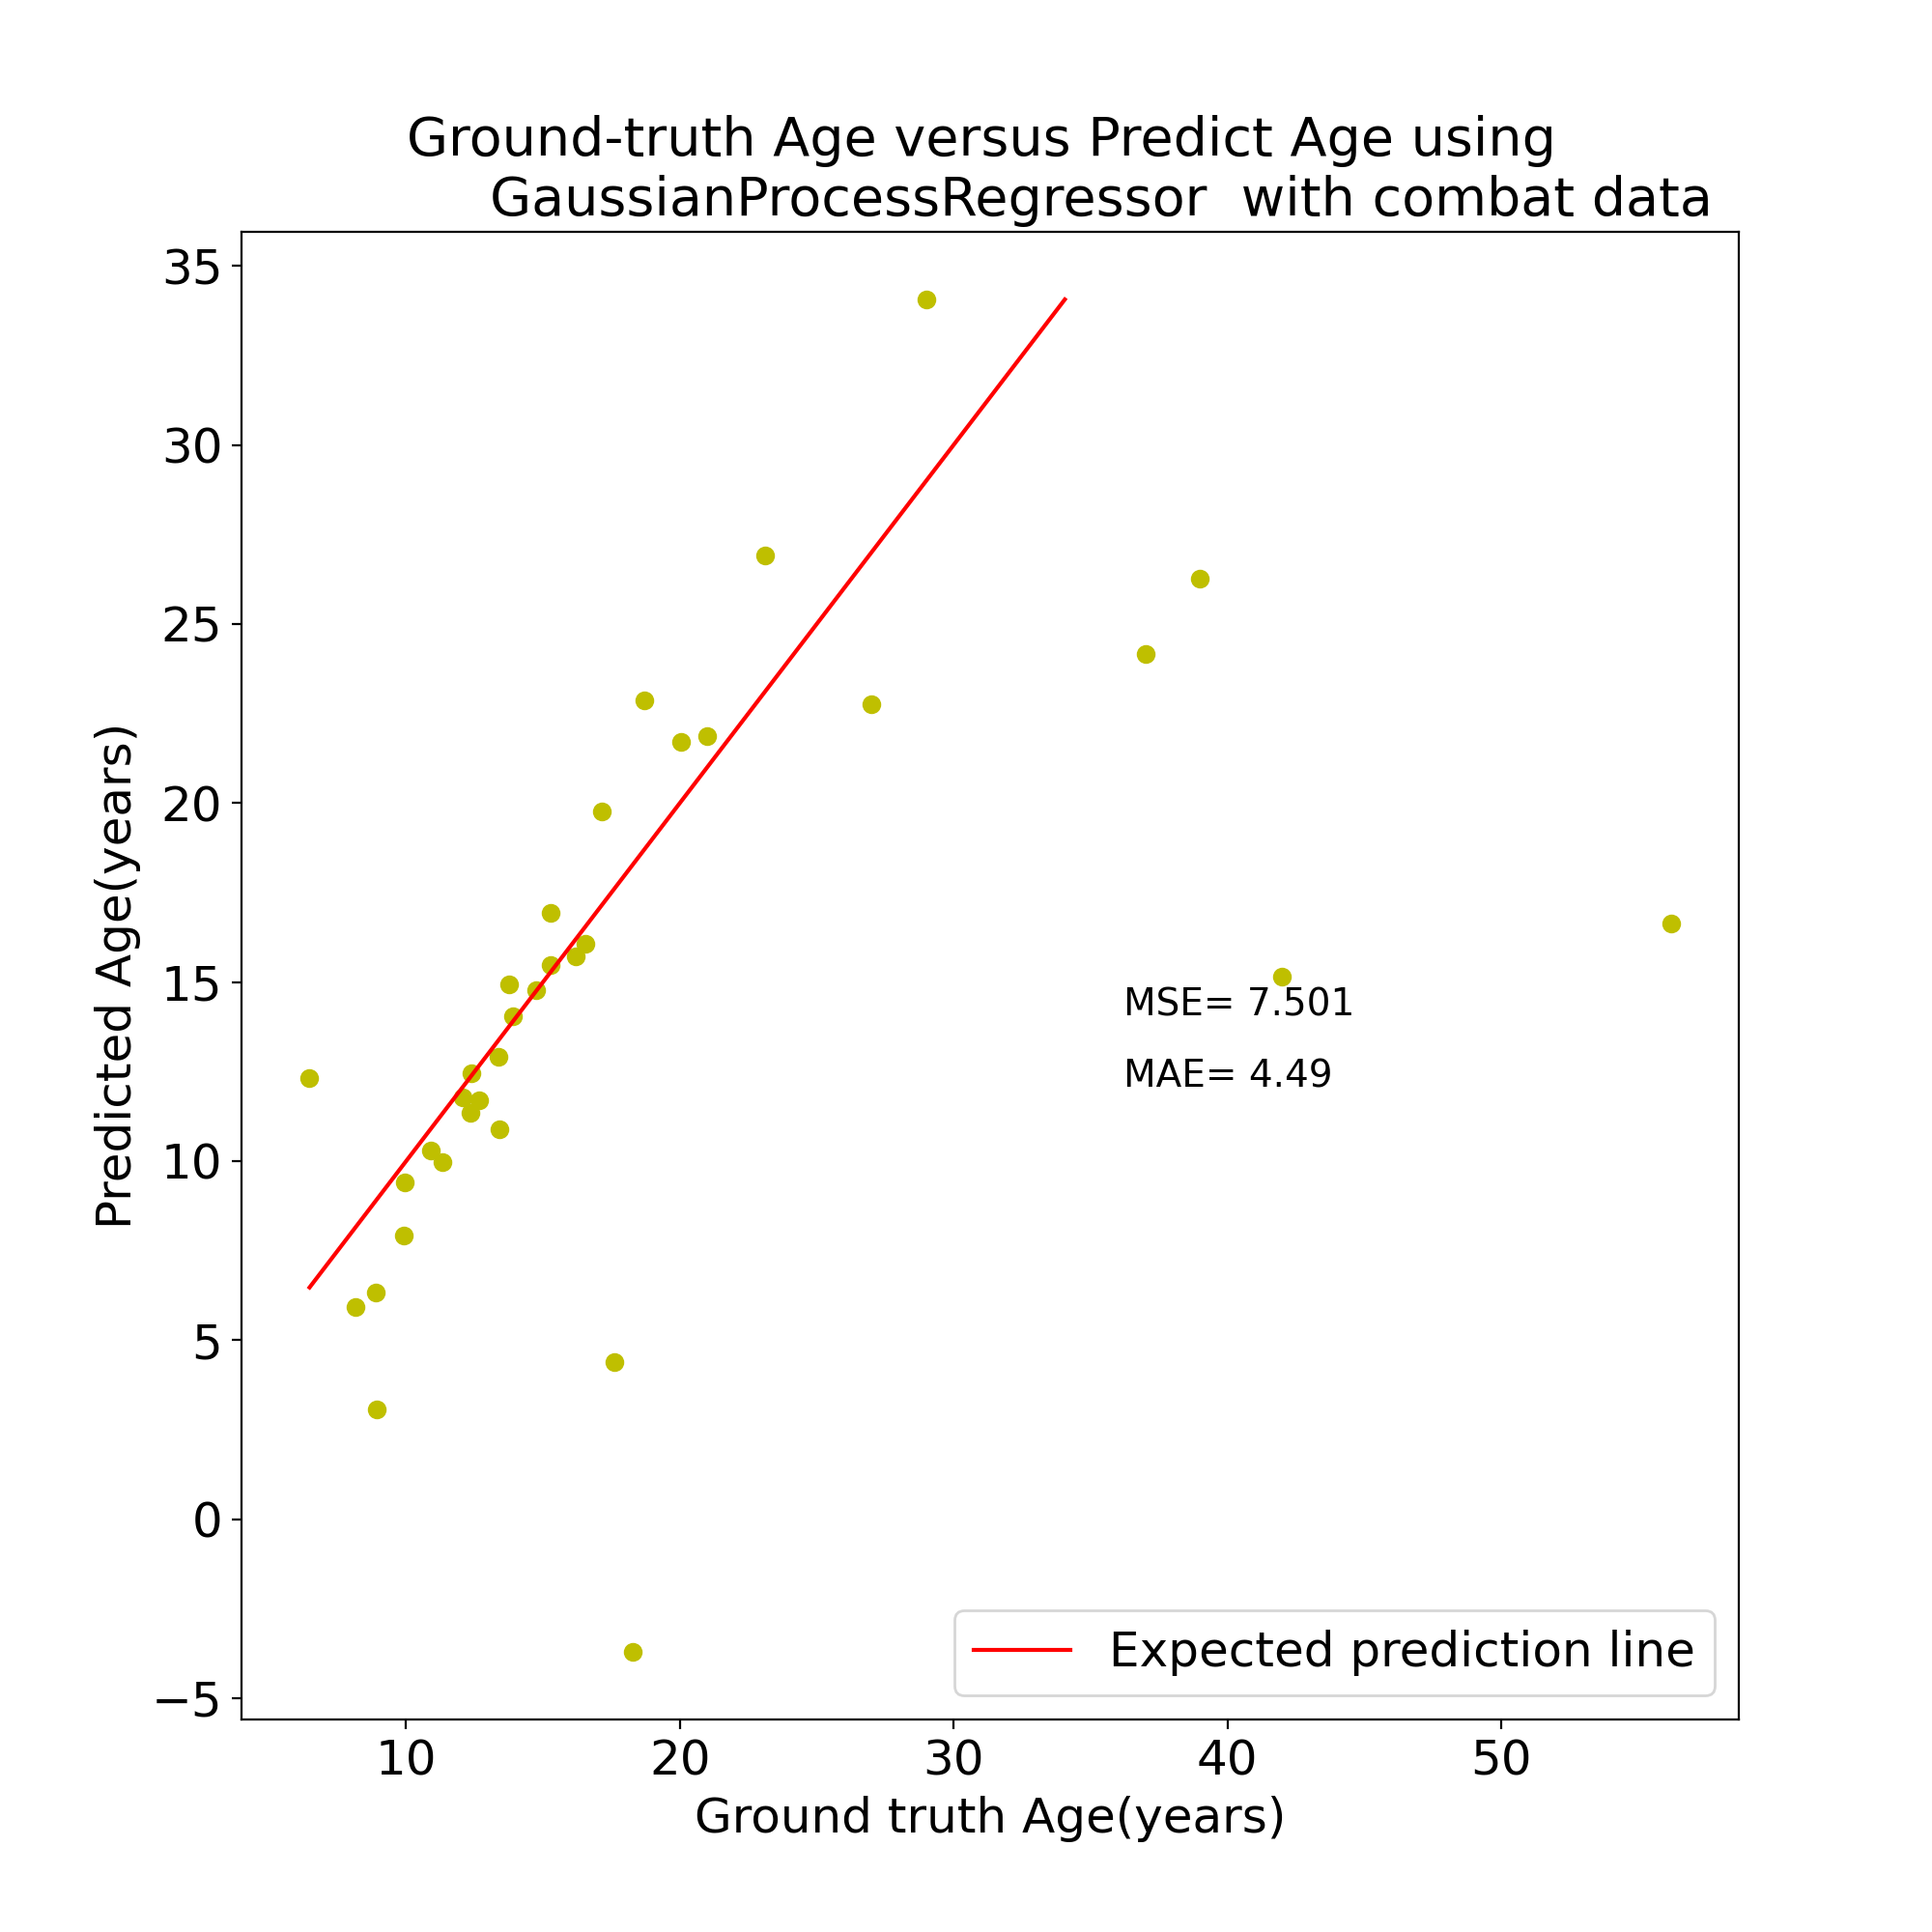 Ground-truth Age versus Predict Age using
GaussianProcessRegressor  with combat data
35
30
25
20
15
10
5
0
−5
Predicted Age(years)
MSE= 7.501
MAE= 4.49
Expected prediction line
10 20 30 40 50
Ground truth Age(years)